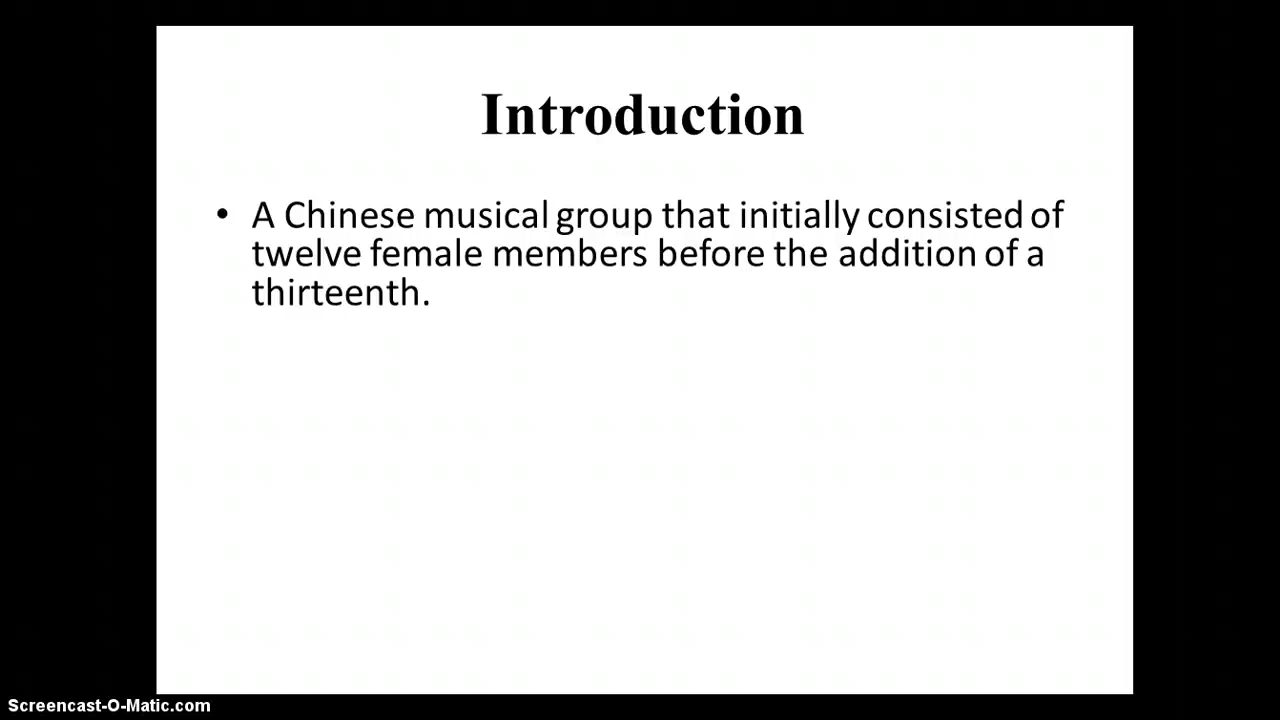 Introduction
• A Chinese musical group that initially consisted of
twelve female members before the addition of a
thirteenth.
Screencast-O-Matic.com